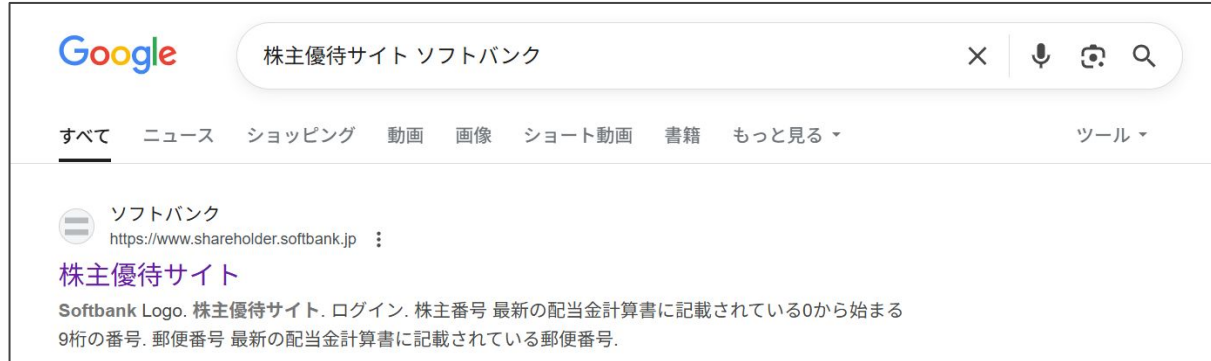 Google
株主優待サイト ソフトバンク
すべて ニュース ショッピング 動画 画像 ショート動画 書籍 もっと見る ツール
ソフトバンク
https://www.shareholder.softbank.jp
株主優待サイト
Softbank Logo. 株主優待サイト. ログイン. 株主番号 最新の配当金計算書に記載されている0から始まる
9桁の番号. 郵便番号 最新の配当金計算書に記載されている郵便番号.